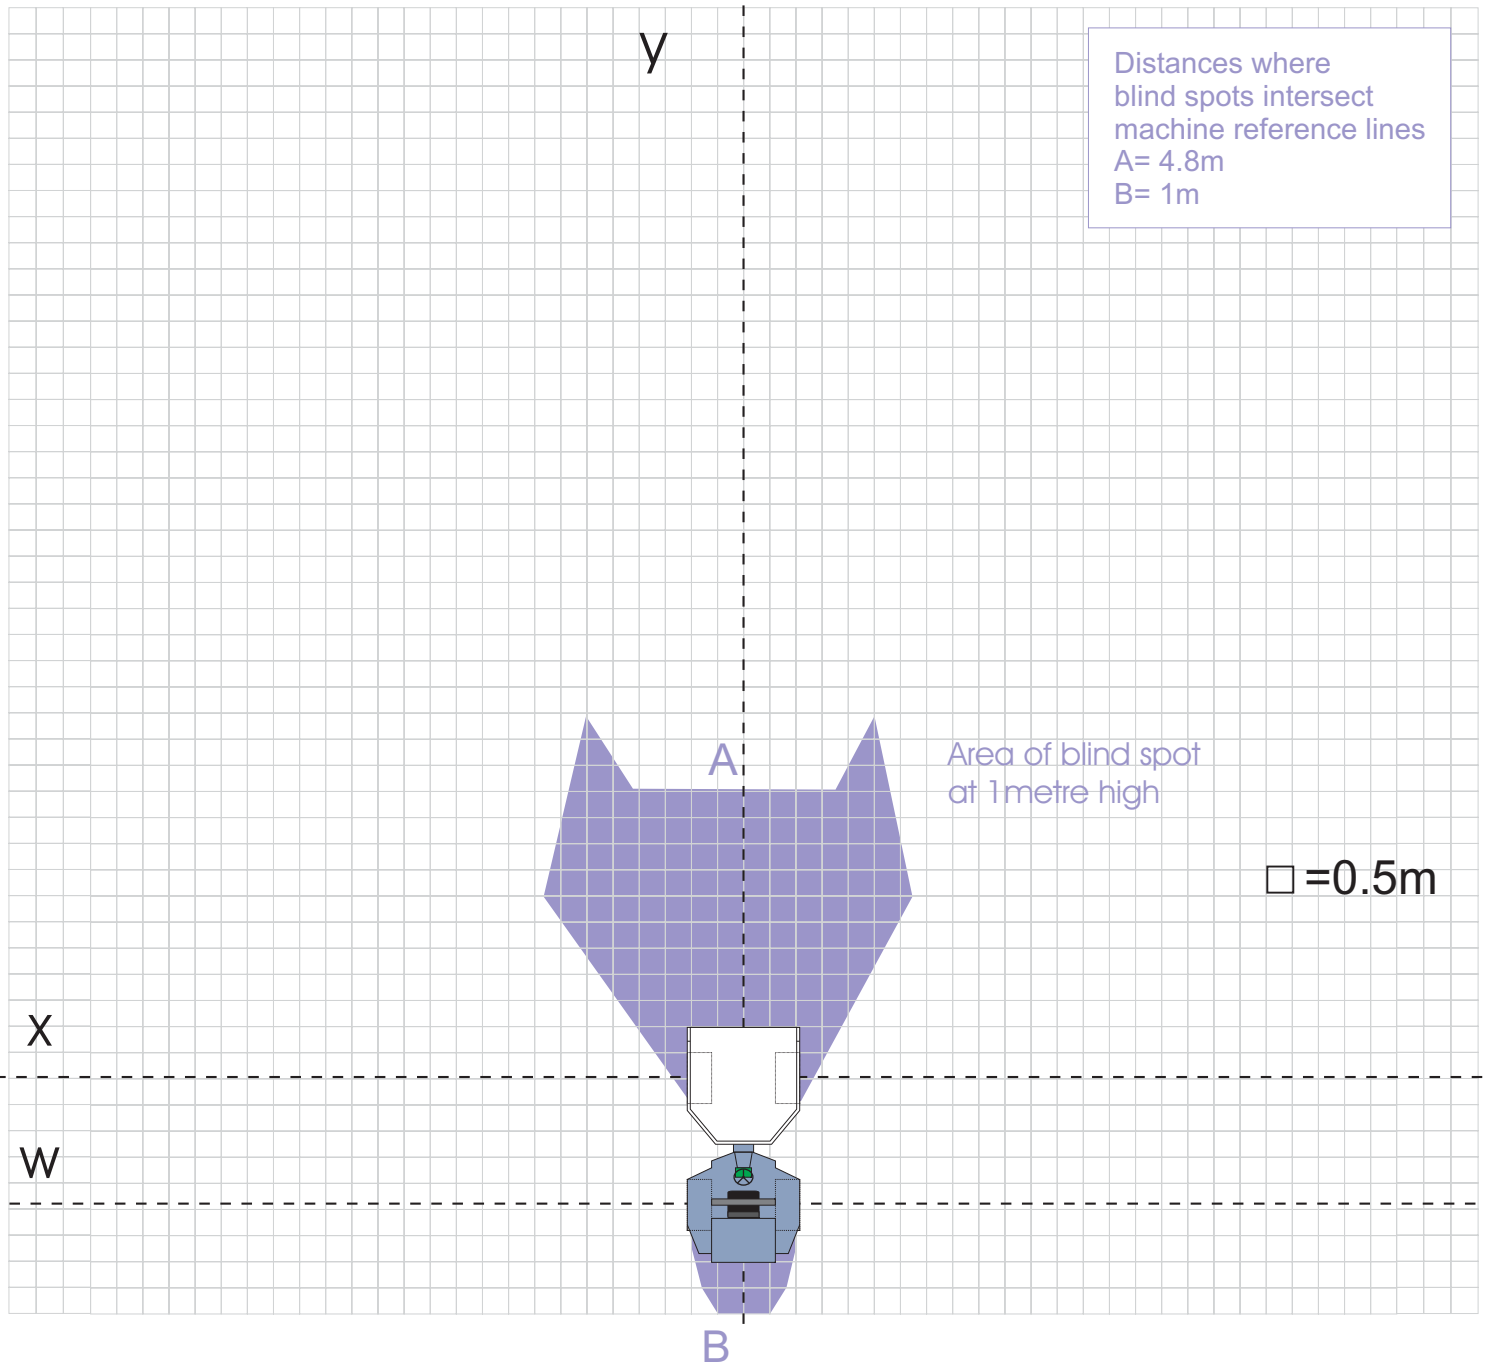 y
Distances where
blind spots intersect
machine reference lines
A= 4.8m
B= 1m
A
Area of blind spot
at 1metre high
=0.5m
X
W
B